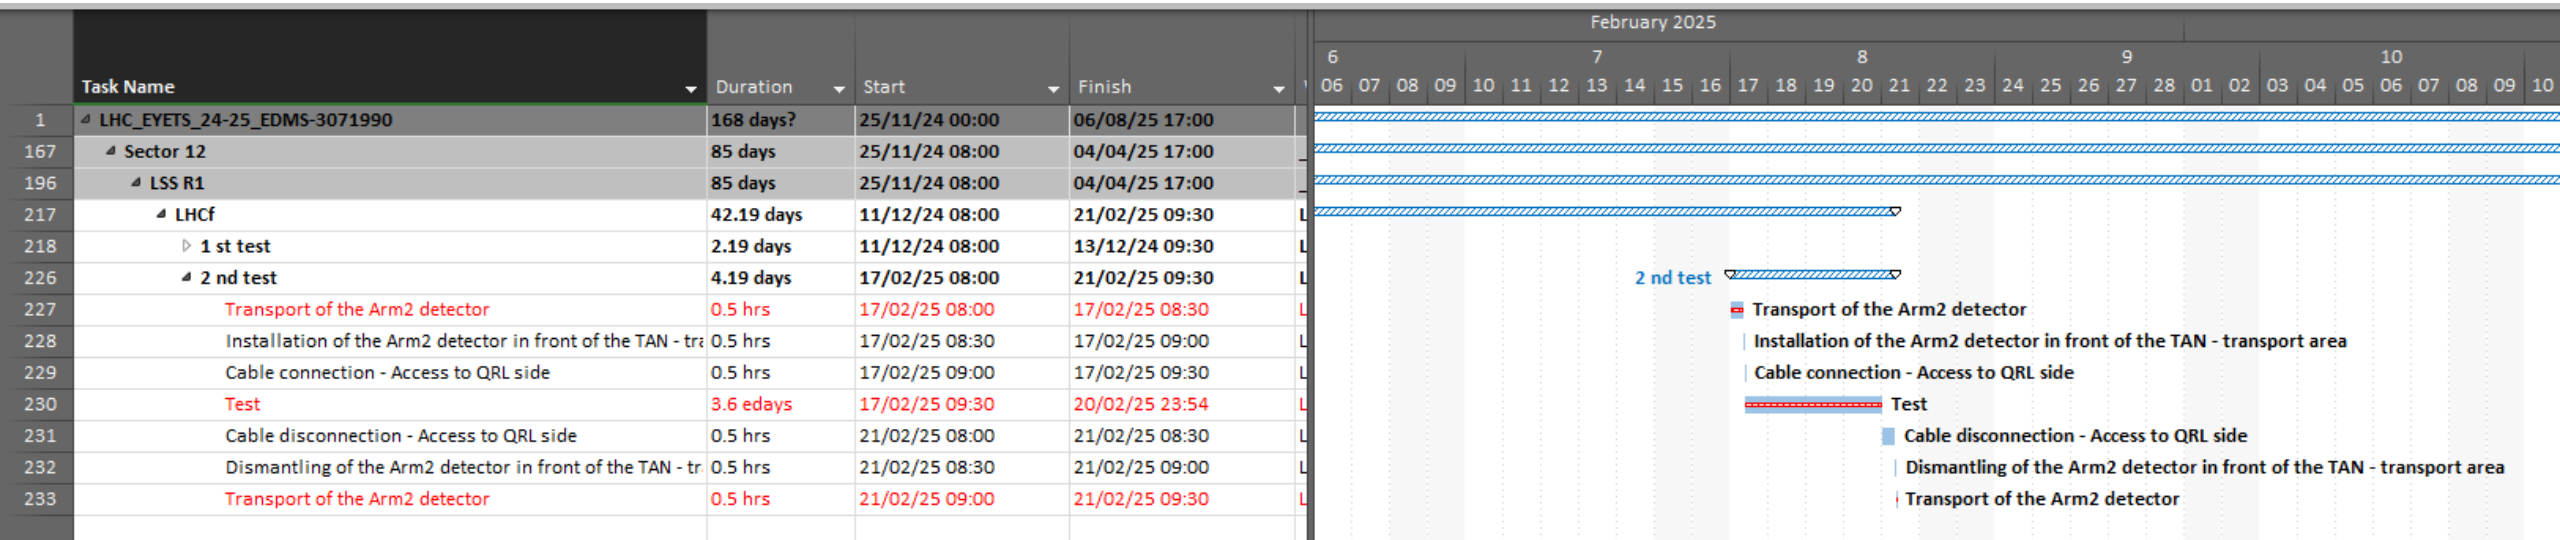 February 2025
6 7 8 9 10
Task Name Duration Start Finish 06 07 08 09 10 11 12 13 14 15 16 17 18 19 20 21 22 23 24 25 26 27 28 01 02 03 04 05 06 07 08 09 10
1 LHC_EYETS_24-25_EDMS-3071990 168 days? 25/11/24 00:00 06/08/25 17:00
167 Sector 12 85 days 25/11/24 08:00 04/04/25 17:00
196 LSS R1 85 days 25/11/24 08:00 04/04/25 17:00
217 LHCf 42.19 days 11/12/24 08:00 21/02/25 09:30 L
218 1 st test 2.19 days 11/12/24 08:00 13/12/24 09:30 L
226 2 nd test 4.19 days 17/02/25 08:00 21/02/25 09:30 L 2 nd test
227 Transport of the Arm2 detector 0.5 hrs 17/02/25 08:00 17/02/25 08:30 L Transport of the Arm2 detector
228 Installation of the Arm2 detector in front of the TAN - tra 0.5 hrs 17/02/25 08:30 17/02/25 09:00 L Installation of the Arm2 detector in front of the TAN - transport area
229 Cable connection - Access to QRL side 0.5 hrs 17/02/25 09:00 17/02/25 09:30 L Cable connection - Access to QRL side
230 Test 3.6 edays 17/02/25 09:30 20/02/25 23:54 L Test
231 Cable disconnection - Access to QRL side 0.5 hrs 21/02/25 08:00 21/02/25 08:30 L Cable disconnection - Access to QRL side
232 Dismantling of the Arm2 detector in front of the TAN - tr 0.5 hrs 21/02/25 08:30 21/02/25 09:00 L Dismantling of the Arm2 detector in front of the TAN - transport area
233 Transport of the Arm2 detector 0.5 hrs 21/02/25 09:00 21/02/25 09:30 L Transport of the Arm2 detector